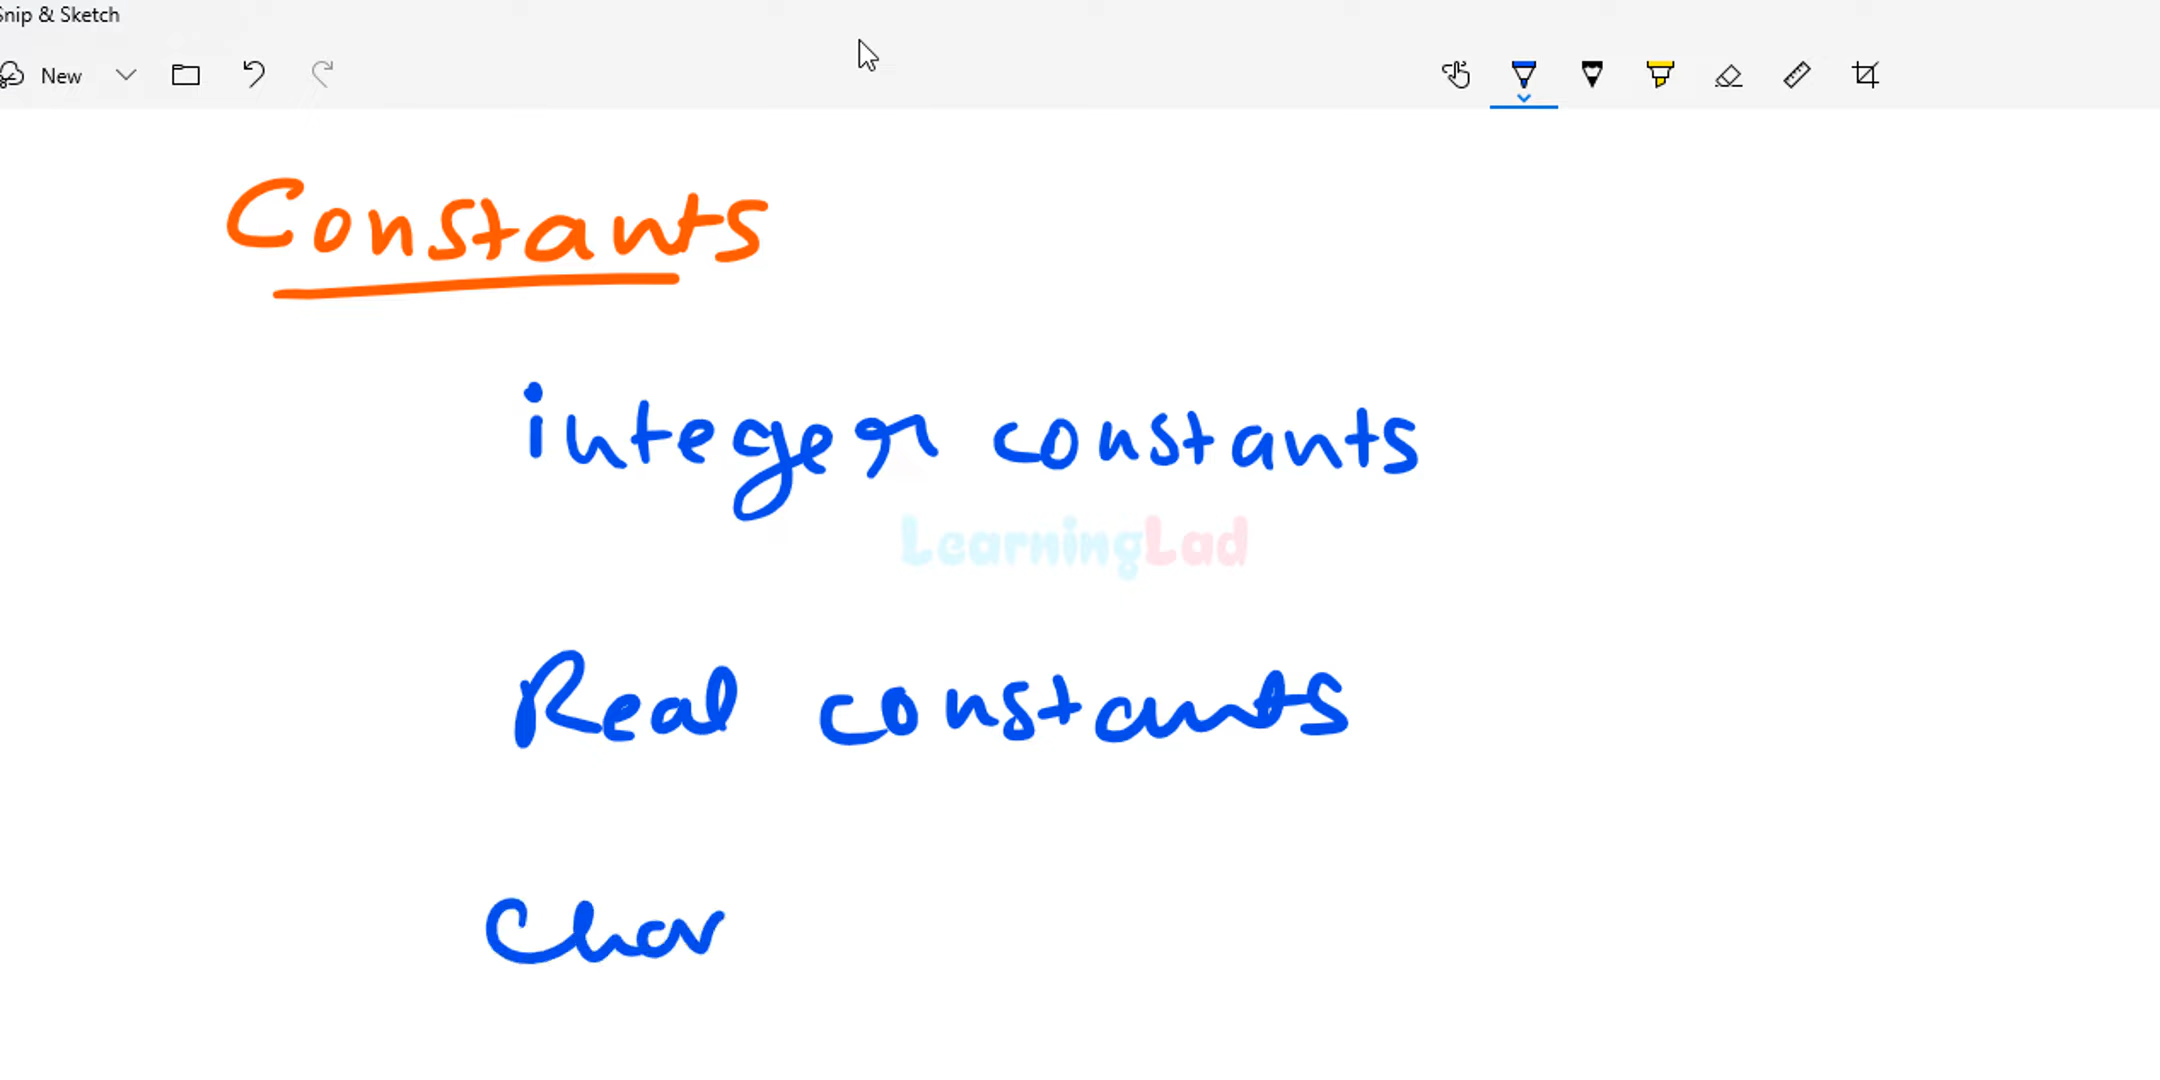 Snip & Sketch
New
Constants
integer constants
LearningLad
Real constants
Char